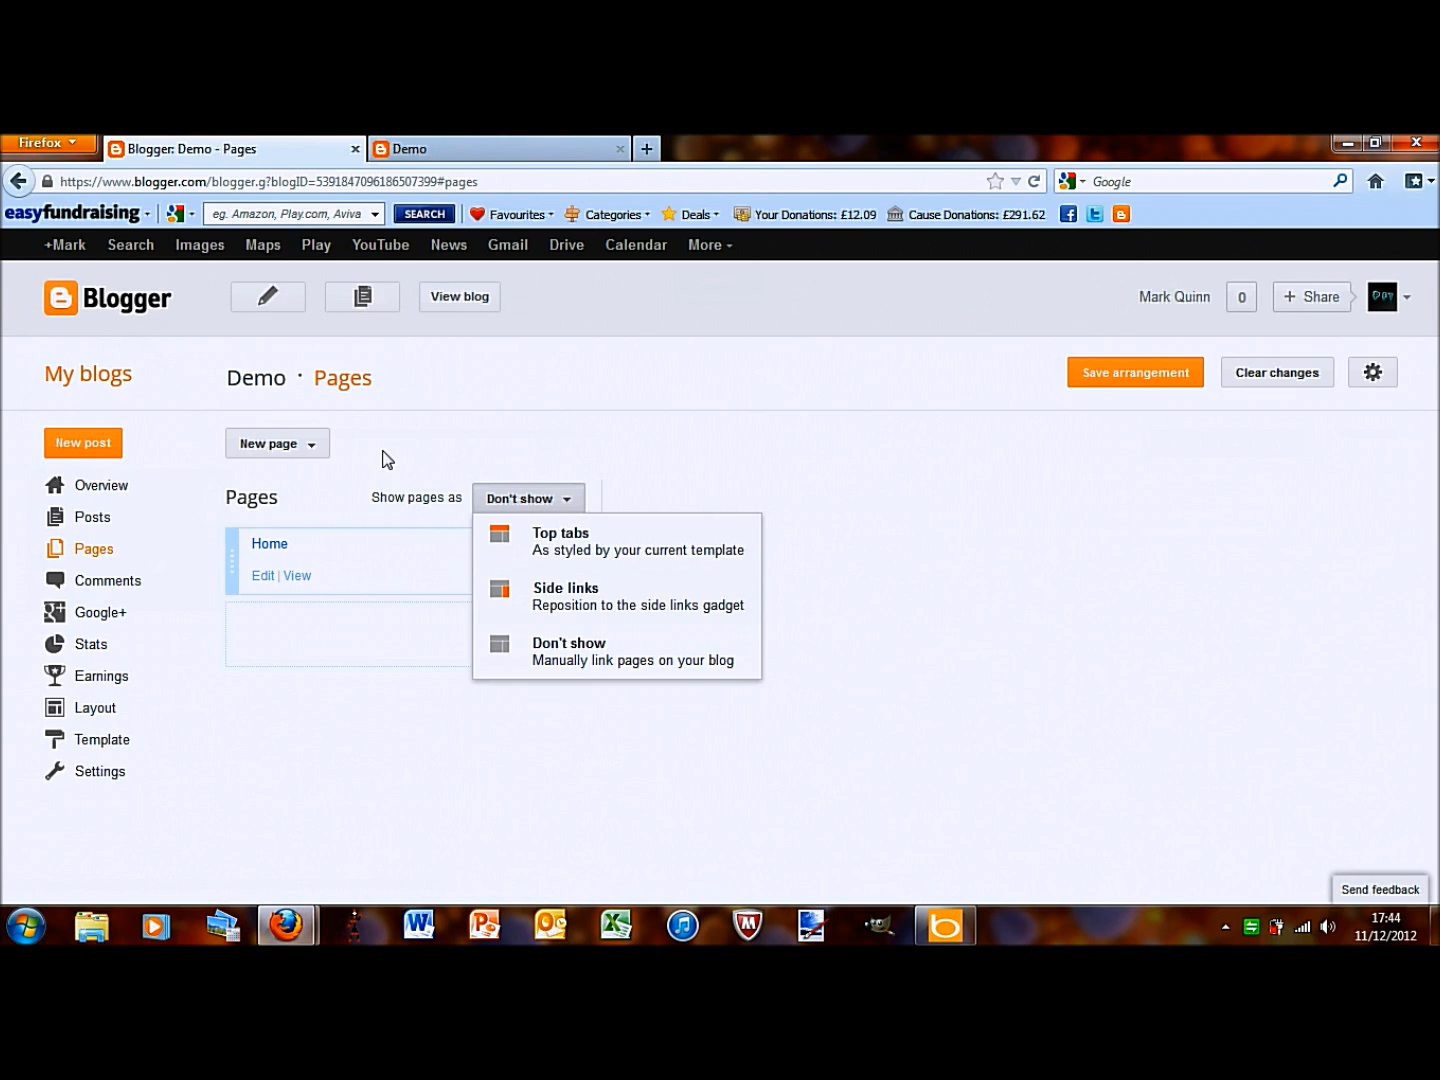 Firefox
Blogger: Demo - Pages
Demo
https://www.blogger.com/blogger.g?blogID=5391847096186507399#pages
Google
easyfundraising
eg. Amazon, Play.com, Aviva
SEARCH
Favourites
Categories
Deals
Your Donations: £12.09
Cause Donations: £291.62
+Mark Search Images Maps Play YouTube News Gmail Drive Calendar More
Blogger
View blog
Mark Quinn
0
+ Share
My blogs
Demo · Pages
Save arrangement
Clear changes
New post
New page
Overview
Posts
Pages
Comments
Google+
Stats
Earnings
Layout
Template
Settings
Pages
Show pages as
Don't show
Home
Edit | View
Top tabs
As styled by your current template
Side links
Reposition to the side links gadget
Don't show
Manually link pages on your blog
Send feedback
17:44
11/12/2012